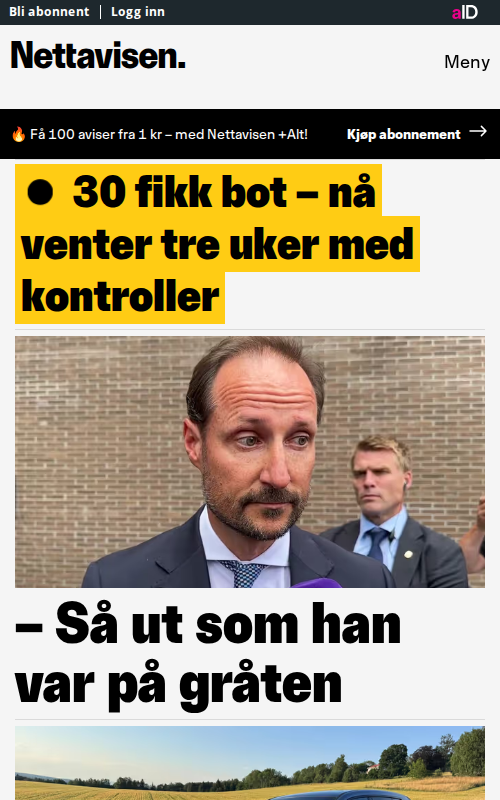 Bli abonnent
Logg inn
aID
Nettavisen.
Meny
🔥 Få 100 aviser fra 1 kr – med Nettavisen +Alt!
Kjøp abonnement →
● 30 fikk bot – nå
venter tre uker med
kontroller
– Så ut som han
var på gråten